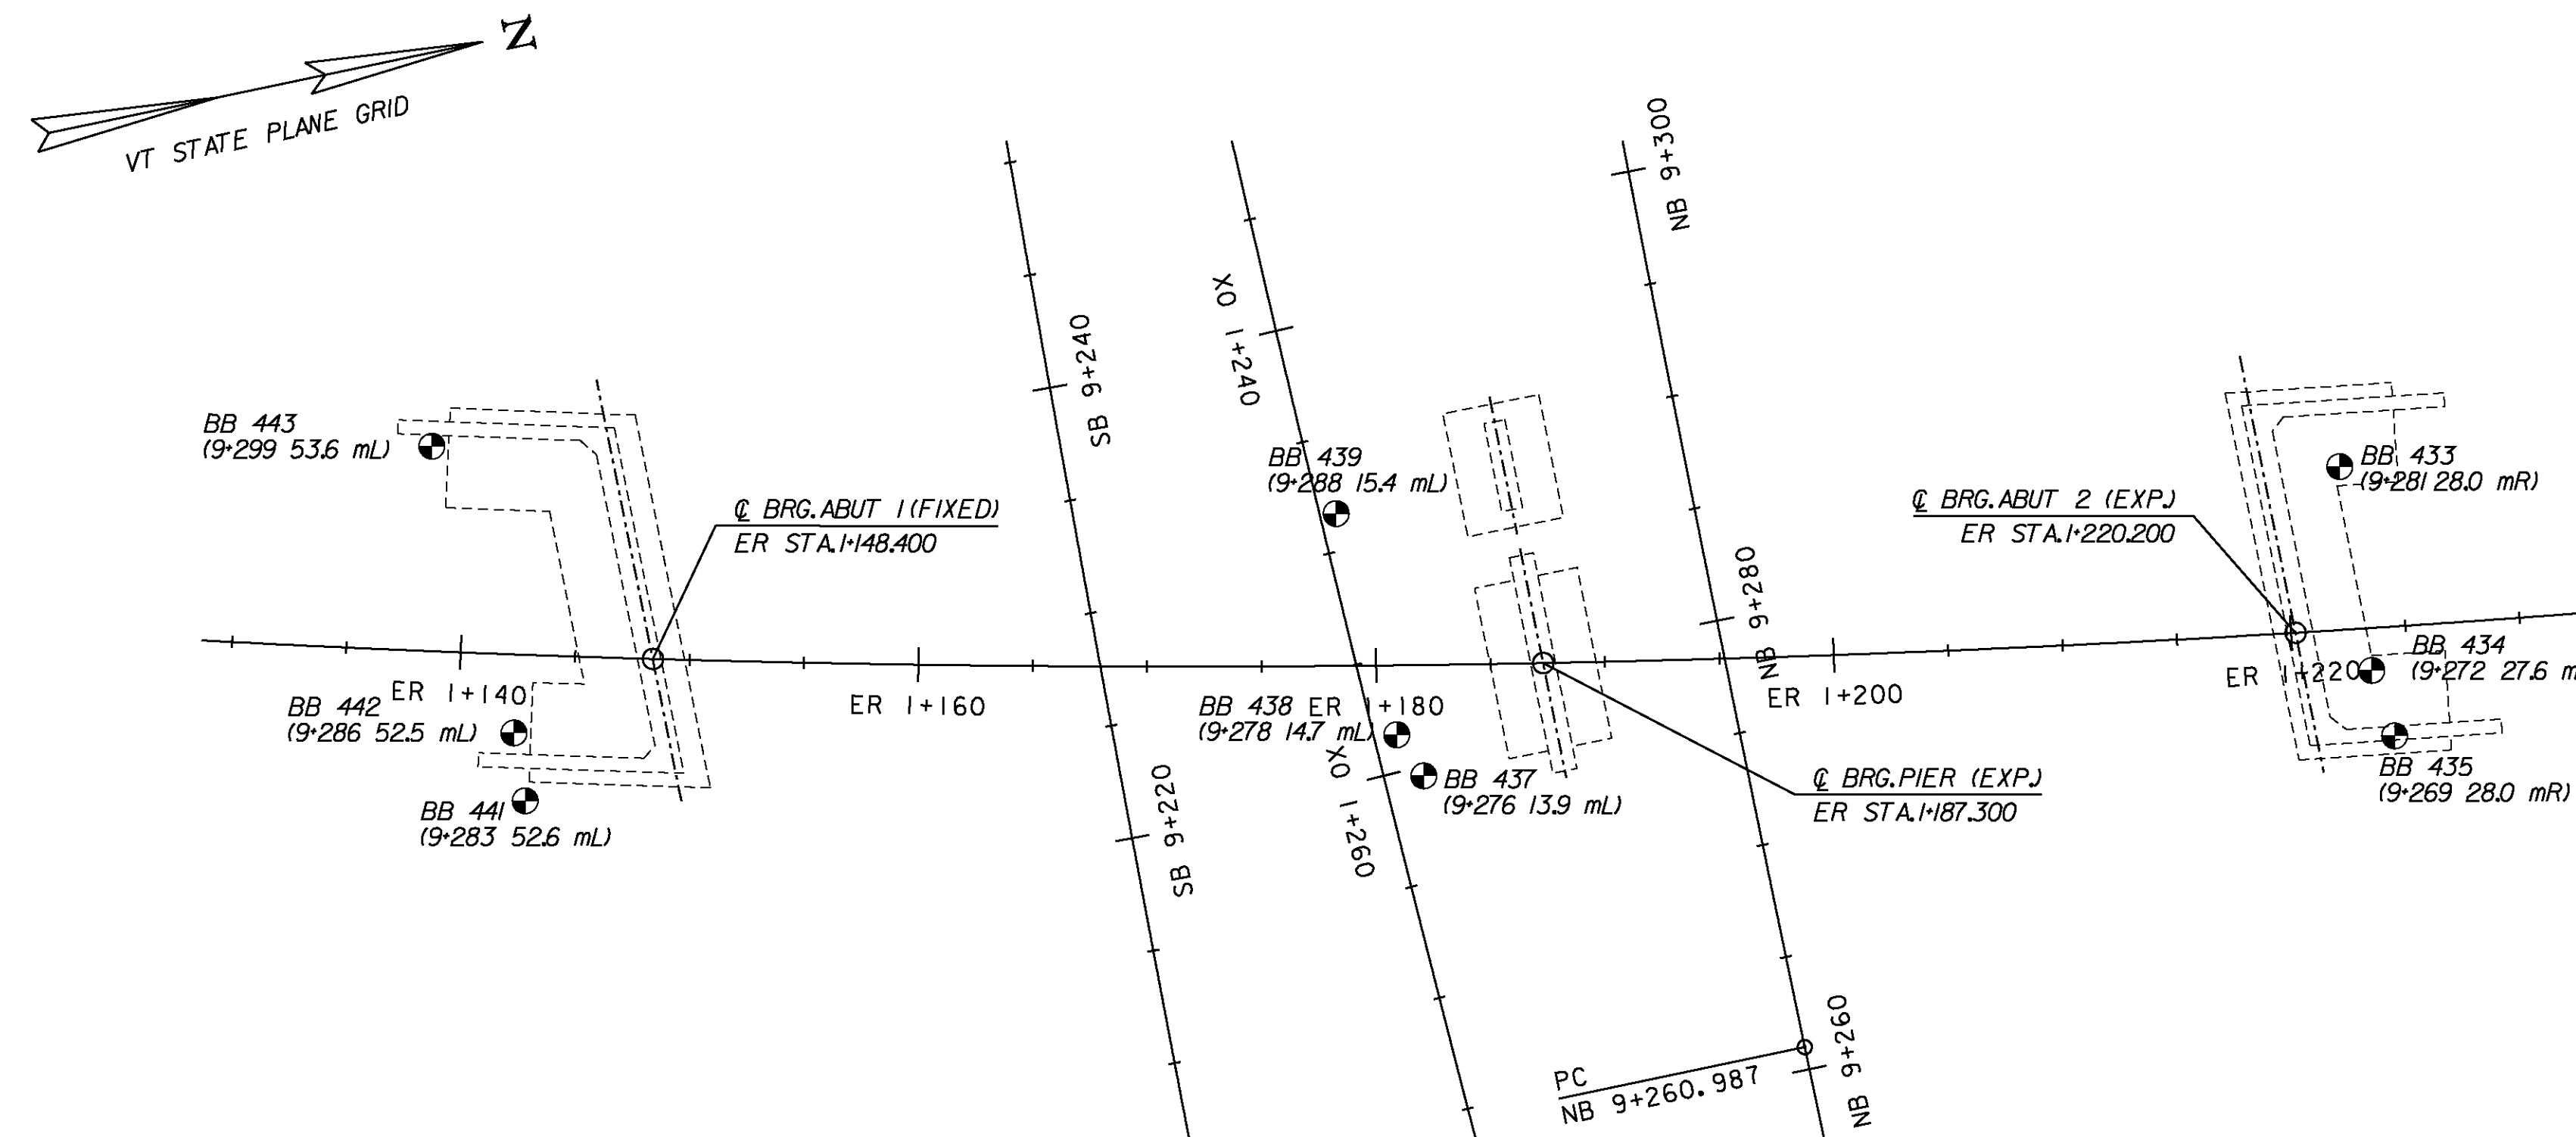 N
VT STATE PLANE GRID
NB 9+300
XO 1+240
SB 9+240
BB 443
(9+299 53.6 mL)
BB 439
(9+288 15.4 mL)
BB 433
(9+281 28.0 mR)
℄ BRG. ABUT 1 (FIXED)
ER STA. 1+148.400
℄ BRG. ABUT 2 (EXP.)
ER STA. 1+220.200
NB 9+280
ER 1+140
ER 1+160
ER 1+180
ER 1+200
ER 1+220
BB 434
(9+272 27.6 m
BB 442
(9+286 52.5 mL)
BB 438
(9+278 14.7 mL)
XO 1+260
BB 437
(9+276 13.9 mL)
℄ BRG. PIER (EXP.)
ER STA. 1+187.300
BB 435
(9+269 28.0 mR)
BB 441
(9+283 52.6 mL)
SB 9+220
PC
NB 9+260.987
NB 9+260